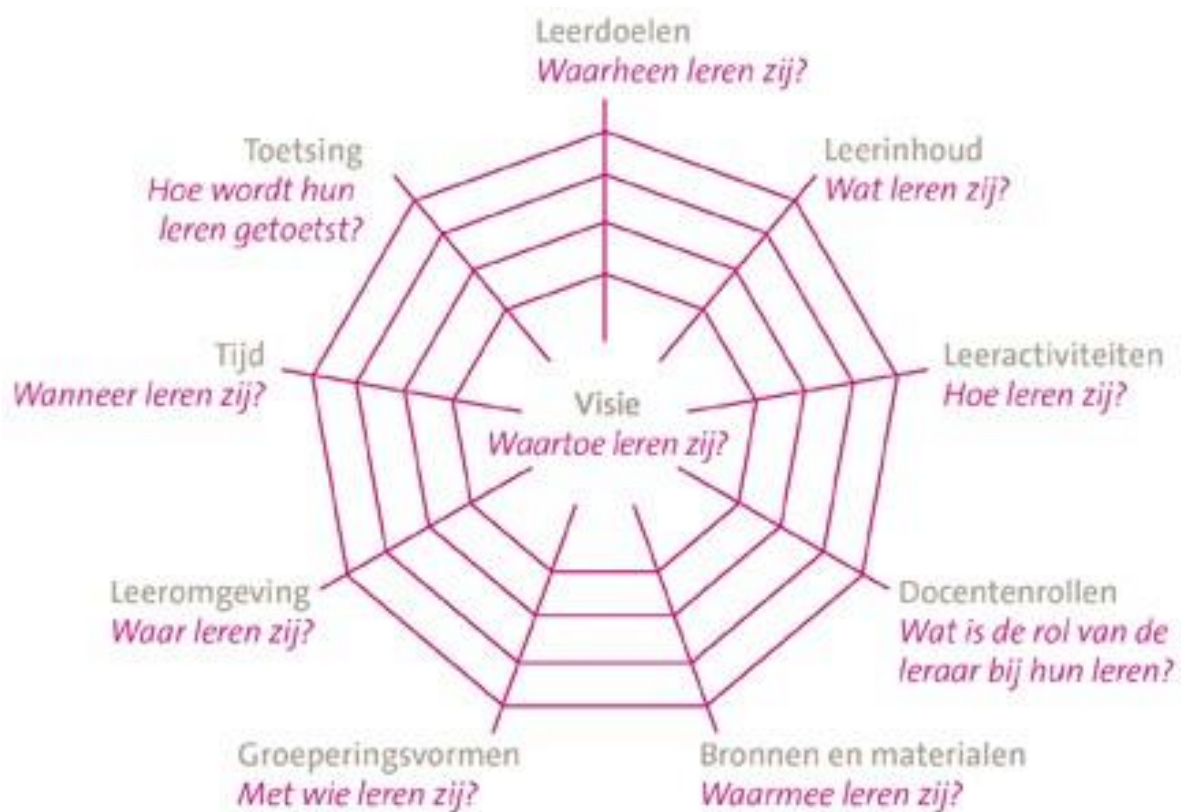 Leerdoelen
Waarheen leren zij?
Leerinhoud
Wat leren zij?
Leeractiviteiten
Hoe leren zij?
Docentenrollen
Wat is de rol van de
leraar bij hun leren?
Bronnen en materialen
Waarmee leren zij?
Groeperingsvormen
Met wie leren zij?
Leeromgeving
Waar leren zij?
Tijd
Wanneer leren zij?
Toetsing
Hoe wordt hun
leren getoetst?
Visie
Waartoe leren zij?